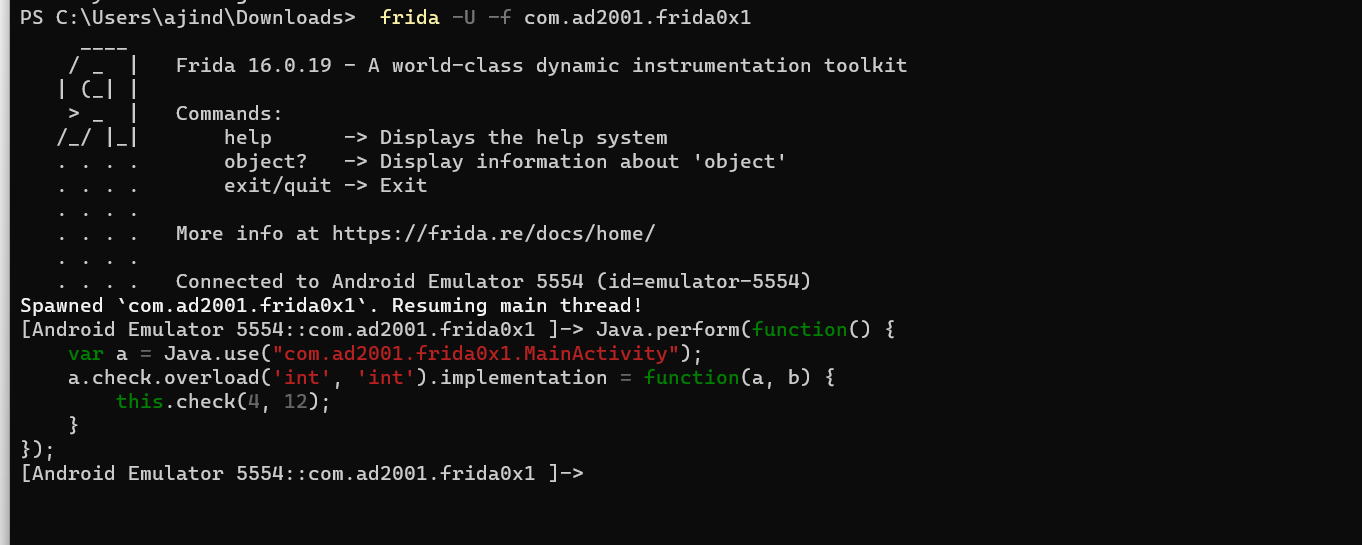 PS C:\Users\ajind\Downloads>  frida -U -f com.ad2001.frida0x1
     ____
    / _  |   Frida 16.0.19 - A world-class dynamic instrumentation toolkit
   | (_| |
    > _  |   Commands:
   /_/ |_|       help      -> Displays the help system
   . . . .       object?   -> Display information about 'object'
   . . . .       exit/quit -> Exit
   . . . .
   . . . .   More info at https://frida.re/docs/home/
   . . . .
   . . . .   Connected to Android Emulator 5554 (id=emulator-5554)
Spawned `com.ad2001.frida0x1`. Resuming main thread!
[Android Emulator 5554::com.ad2001.frida0x1 ]-> Java.perform(function() {
    var a = Java.use("com.ad2001.frida0x1.MainActivity");
    a.check.overload('int', 'int').implementation = function(a, b) {
        this.check(4, 12);
    }
});
[Android Emulator 5554::com.ad2001.frida0x1 ]->